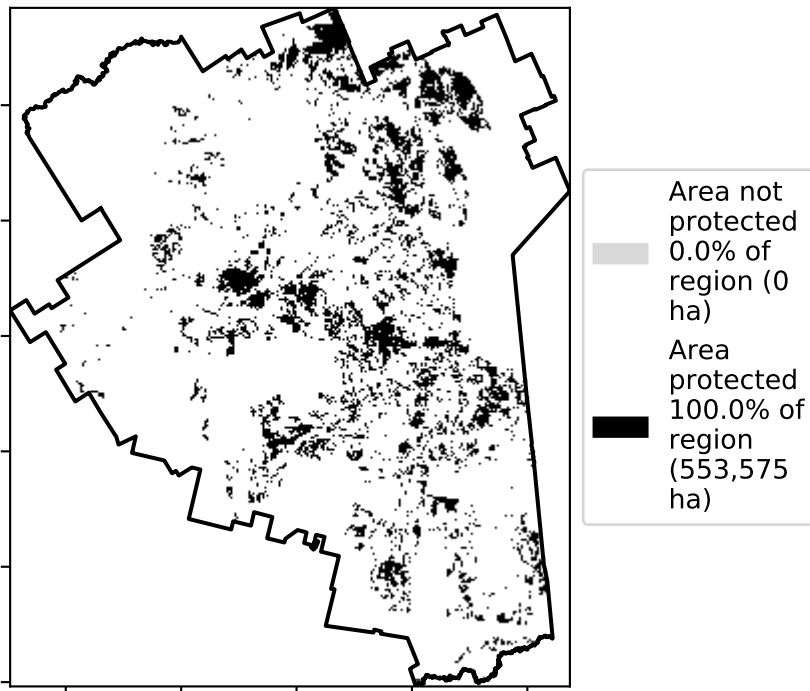 Area not
protected
0.0% of
region (0
ha)
Area
protected
100.0% of
region
(553,575
ha)